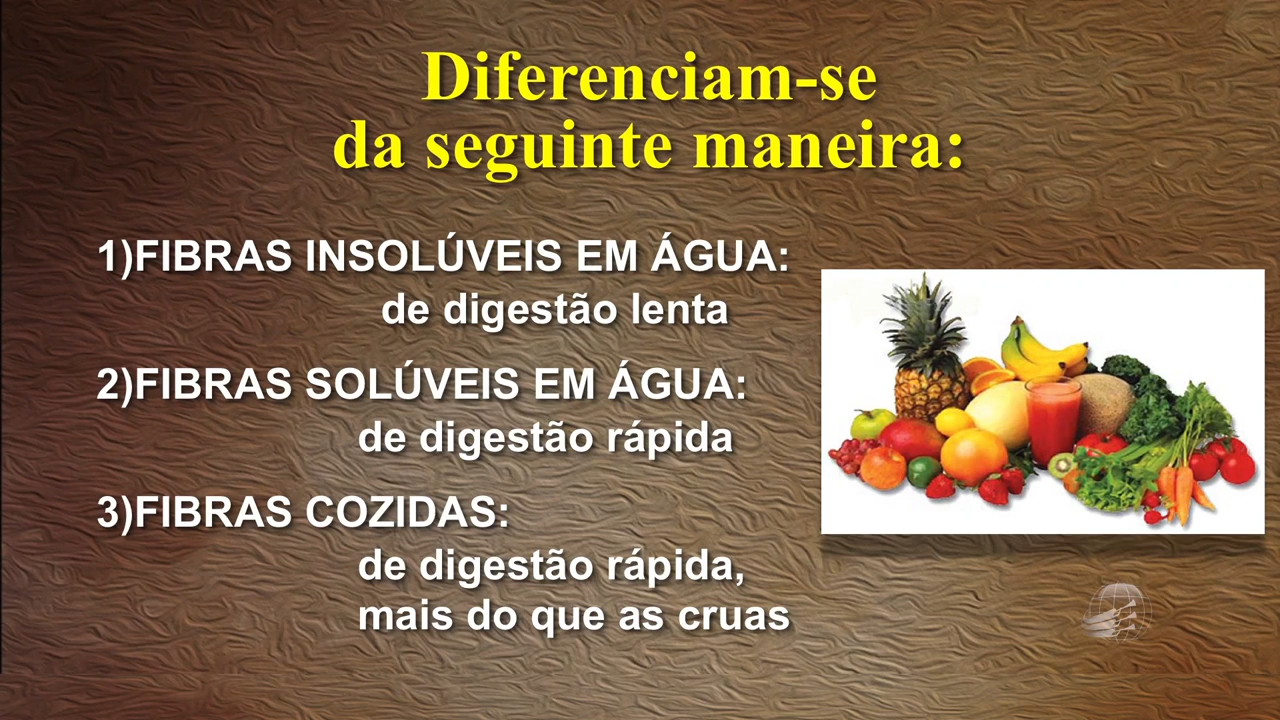 Diferenciam-se
da seguinte maneira:
1)FIBRAS INSOLÚVEIS EM ÁGUA:
de digestão lenta
2)FIBRAS SOLÚVEIS EM ÁGUA:
de digestão rápida
3)FIBRAS COZIDAS:
de digestão rápida,
mais do que as cruas